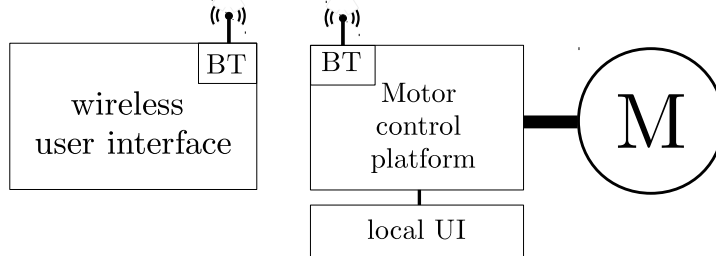 BT
wireless
user interface
BT
Motor
control
platform
M
local UI